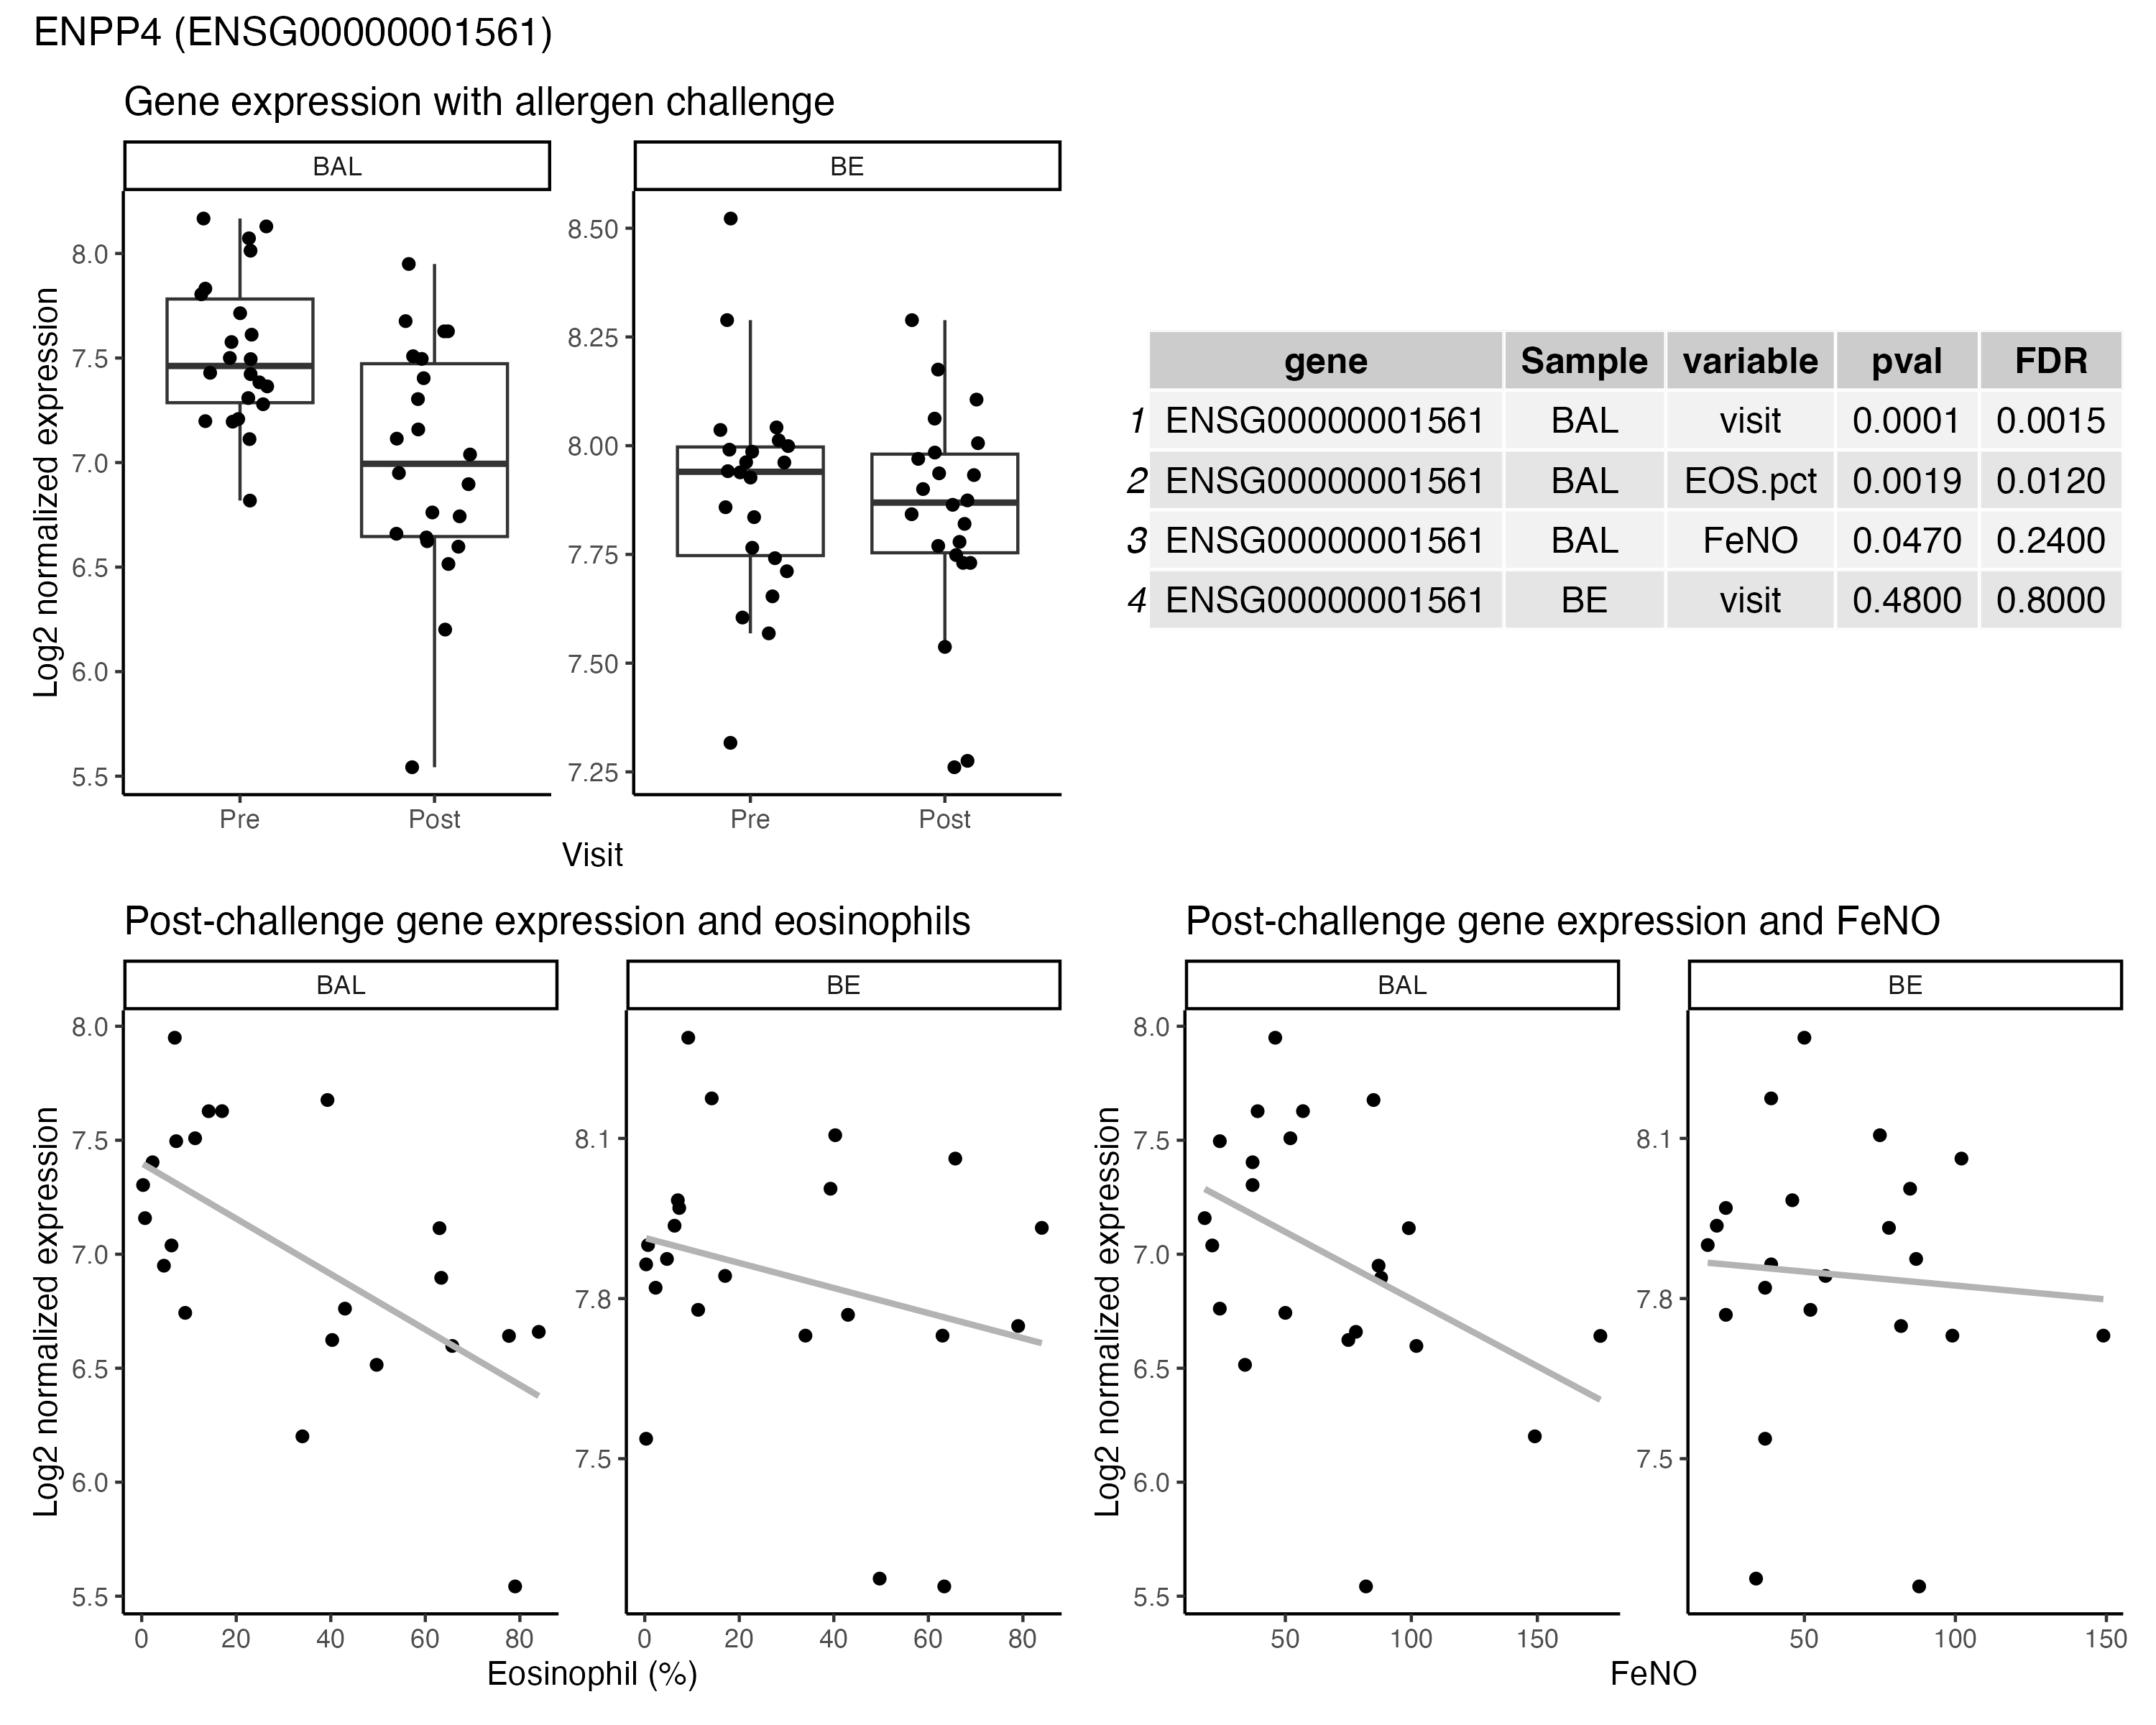 ENPP4 (ENSG00000001561)
Gene expression with allergen challenge
BAL
BE
Log2 normalized expression
8.0
7.5
7.0
6.5
6.0
5.5
8.50
8.25
8.00
7.75
7.50
7.25
Pre
Post
Pre
Post
Visit
gene Sample variable pval FDR
1 ENSG00000001561 BAL visit 0.0001 0.0015
2 ENSG00000001561 BAL EOS.pct 0.0019 0.0120
3 ENSG00000001561 BAL FeNO 0.0470 0.2400
4 ENSG00000001561 BE visit 0.4800 0.8000
Post-challenge gene expression and eosinophils
BAL
BE
Log2 normalized expression
8.0
7.5
7.0
6.5
6.0
5.5
8.1
7.8
7.5
0 20 40 60 80
0 20 40 60 80
Eosinophil (%)
Post-challenge gene expression and FeNO
BAL
BE
Log2 normalized expression
8.0
7.5
7.0
6.5
6.0
5.5
8.1
7.8
7.5
50 100 150
50 100 150
FeNO